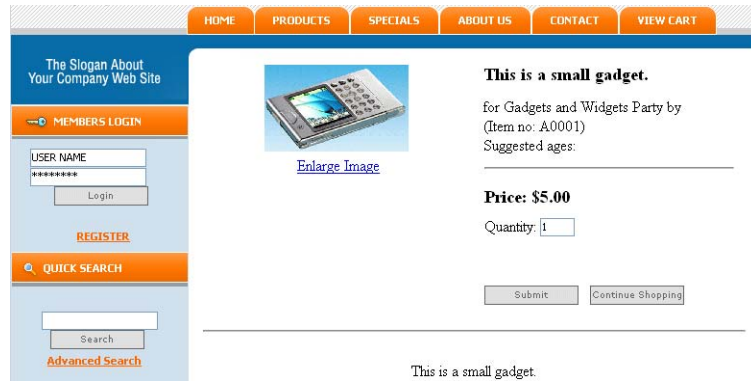 HOME PRODUCTS SPECIALS ABOUT US CONTACT VIEW CART
The Slogan About
Your Company Web Site
MEMBERS LOGIN
USER NAME
********
Login
REGISTER
QUICK SEARCH
Search
Advanced Search
Enlarge Image
This is a small gadget.
for Gadgets and Widgets Party by
(Item no: A0001)
Suggested ages:
Price: $5.00
Quantity: 1
Submit Continue Shopping
This is a small gadget.